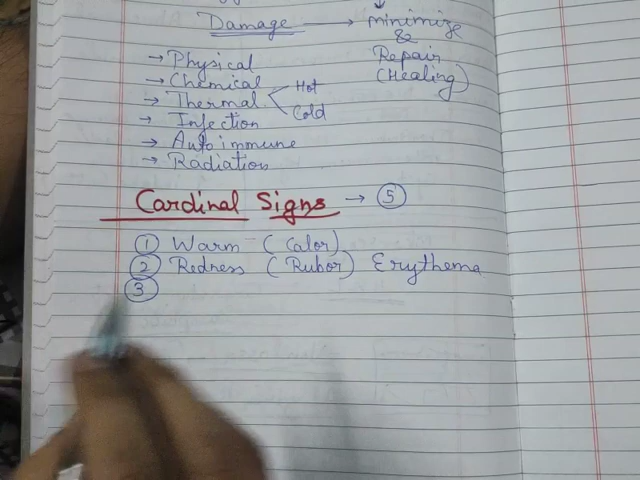 Damage → minimize
&
→ Physical Repair
→ Chemical (Healing)
→ Thermal < Hot
Cold
→ Infection
→ Autoimmune
→ Radiation
Cardinal Signs → ⑤
① Warm (Calor)
② Redness (Rubor) Erythema
③